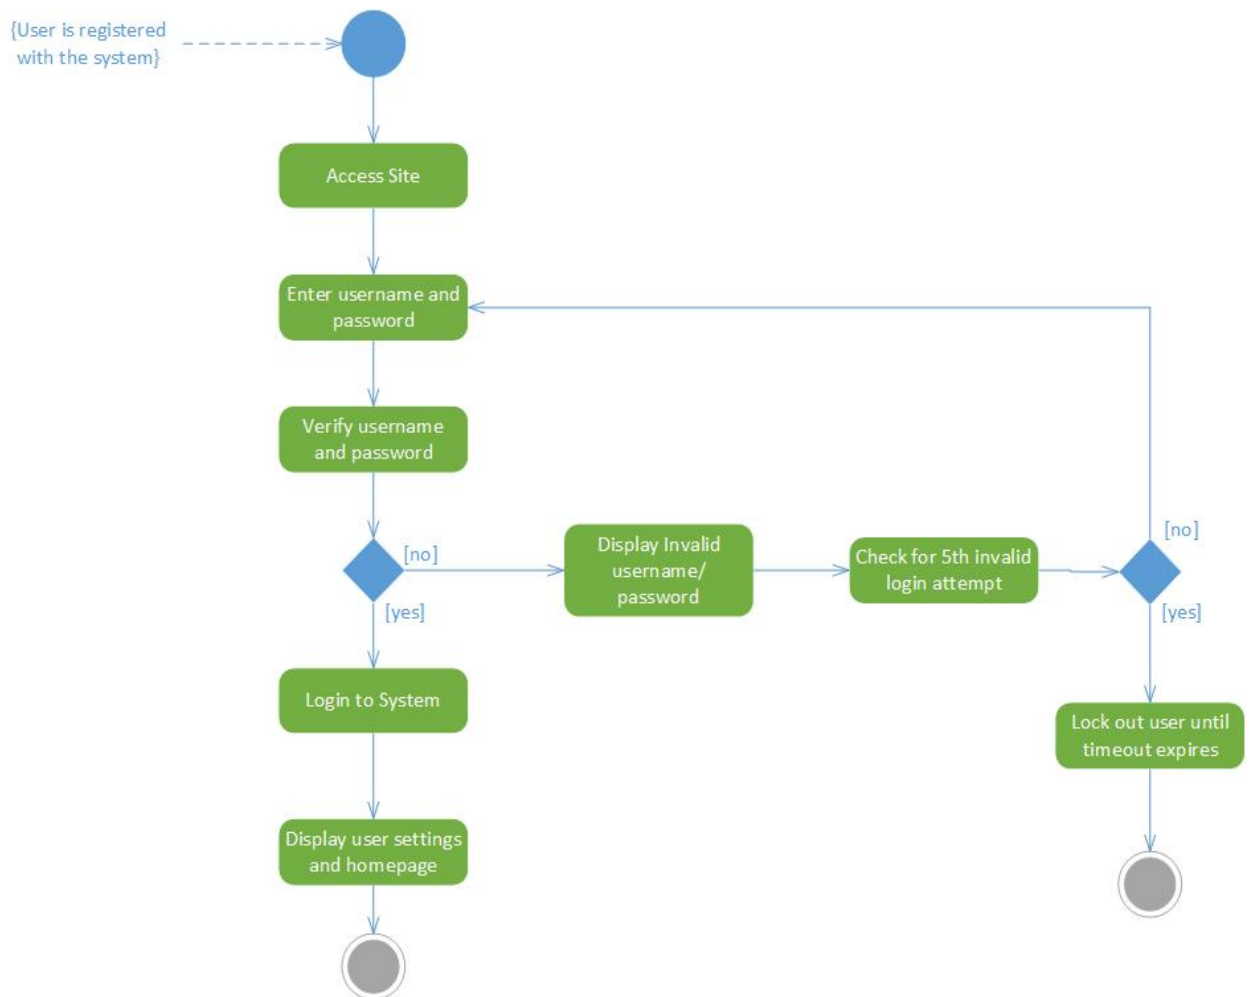 {User is registered
with the system}
Access Site
Enter username and
password
Verify username
and password
[no]
[yes]
Display Invalid
username/
password
Check for 5th invalid
login attempt
[no]
[yes]
Login to System
Lock out user until
timeout expires
Display user settings
and homepage